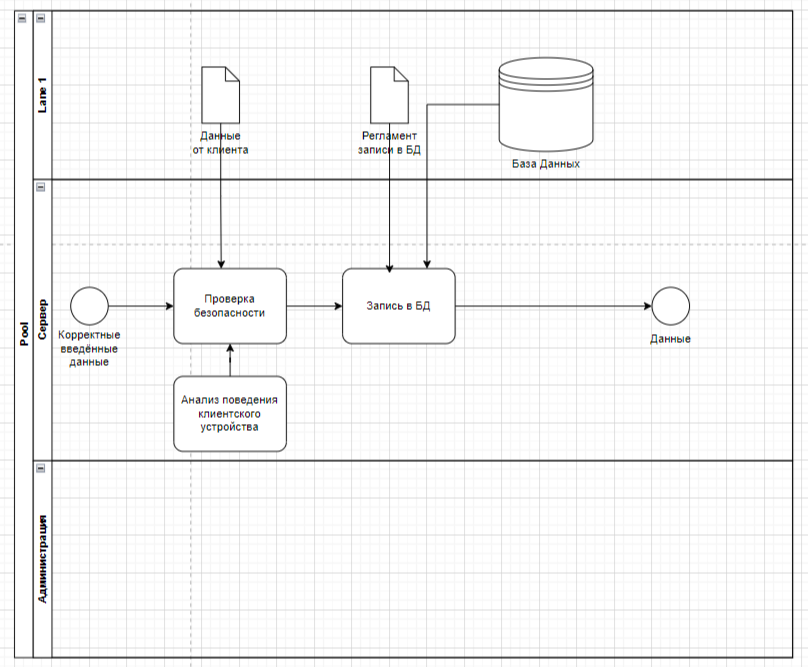 Pool
Lane 1
Данные
от клиента
Регламент
записи в БД
База Данных
Сервер
Корректные
введённые
данные
Проверка
безопасности
Запись в БД
Данные
Анализ поведения
клиентского
устройства
Администрация